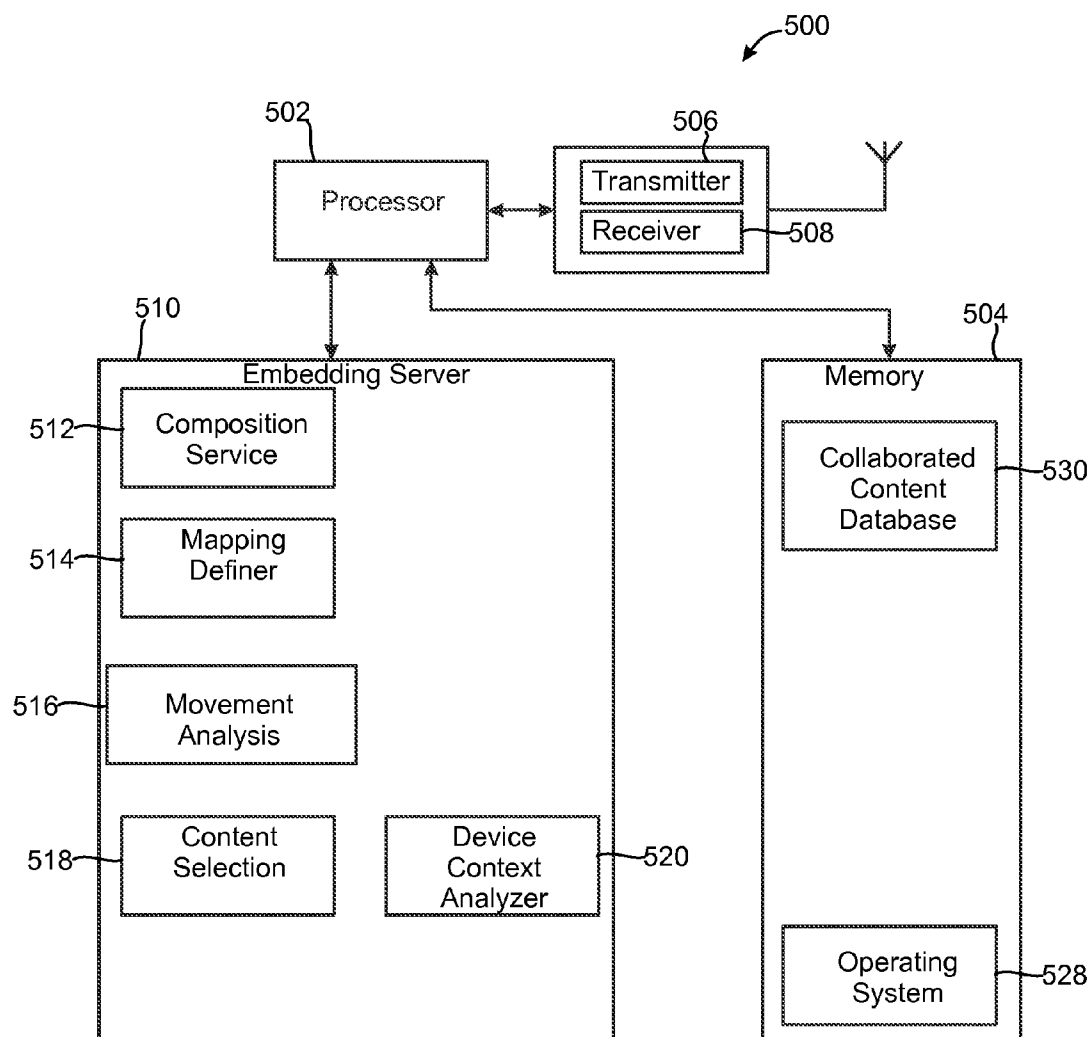 500
502
506
Processor
Transmitter
Receiver
508
510
504
Embedding Server
Memory
512
Composition
Service
Collaborated
Content
Database
530
514
Mapping
Definer
516
Movement
Analysis
518
Content
Selection
Device
Context
Analyzer
520
Operating
System
528